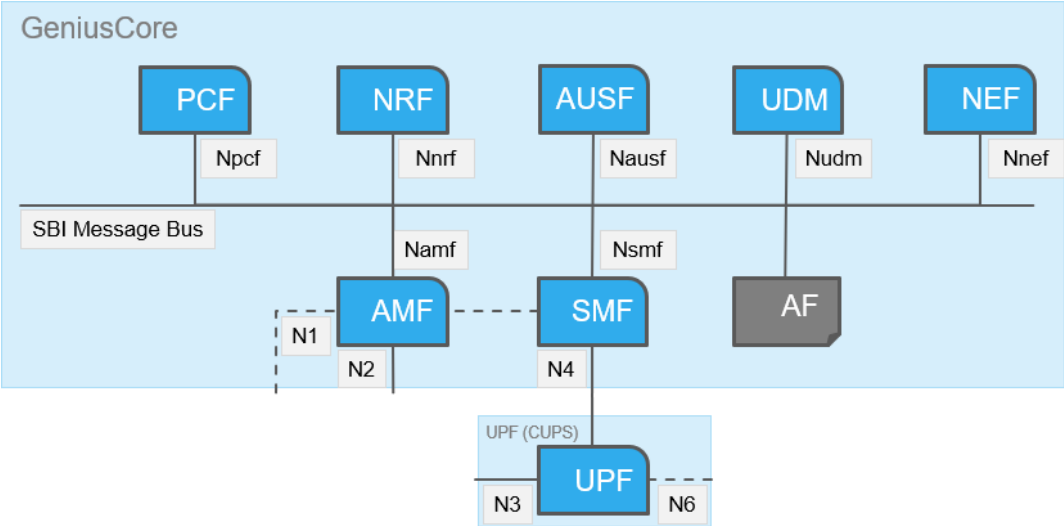 GeniusCore
PCF
NRF
AUSF
UDM
NEF
Npcf
Nnrf
Nausf
Nudm
Nnef
SBI Message Bus
Namf
Nsmf
AMF
SMF
AF
N1
N2
N4
UPF (CUPS)
UPF
N3
N6